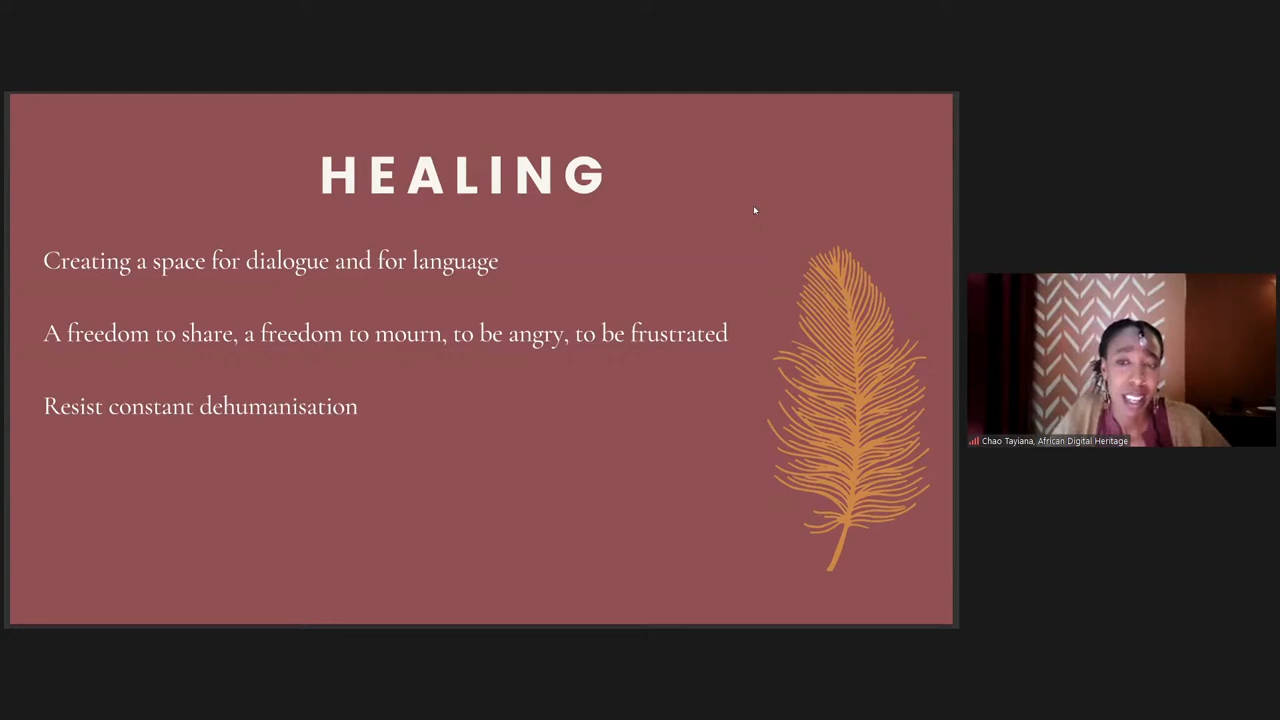 HEALING
Creating a space for dialogue and for language
A freedom to share, a freedom to mourn, to be angry, to be frustrated
Resist constant dehumanisation
Chao Tayiana, African Digital Heritage